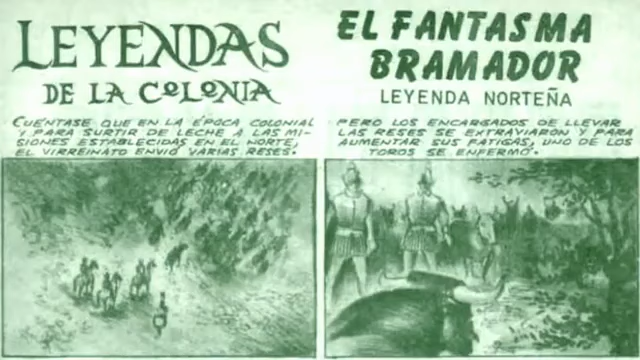 LEYENDAS
DE LA COLONIA
EL FANTASMA
BRAMADOR
LEYENDA NORTEÑA
CUÉNTASE QUE EN LA ÉPOCA COLONIAL
Y PARA SURTIR DE LECHE A LAS MI-
SIONES ESTABLECIDAS EN EL NORTE,
EL VIRREINATO ENVIÓ VARIAS RESES.
PERO LOS ENCARGADOS DE LLEVAR
LAS RESES SE EXTRAVIARON Y PARA
AUMENTAR SUS FATIGAS, UNO DE LOS
TOROS SE ENFERMÓ.